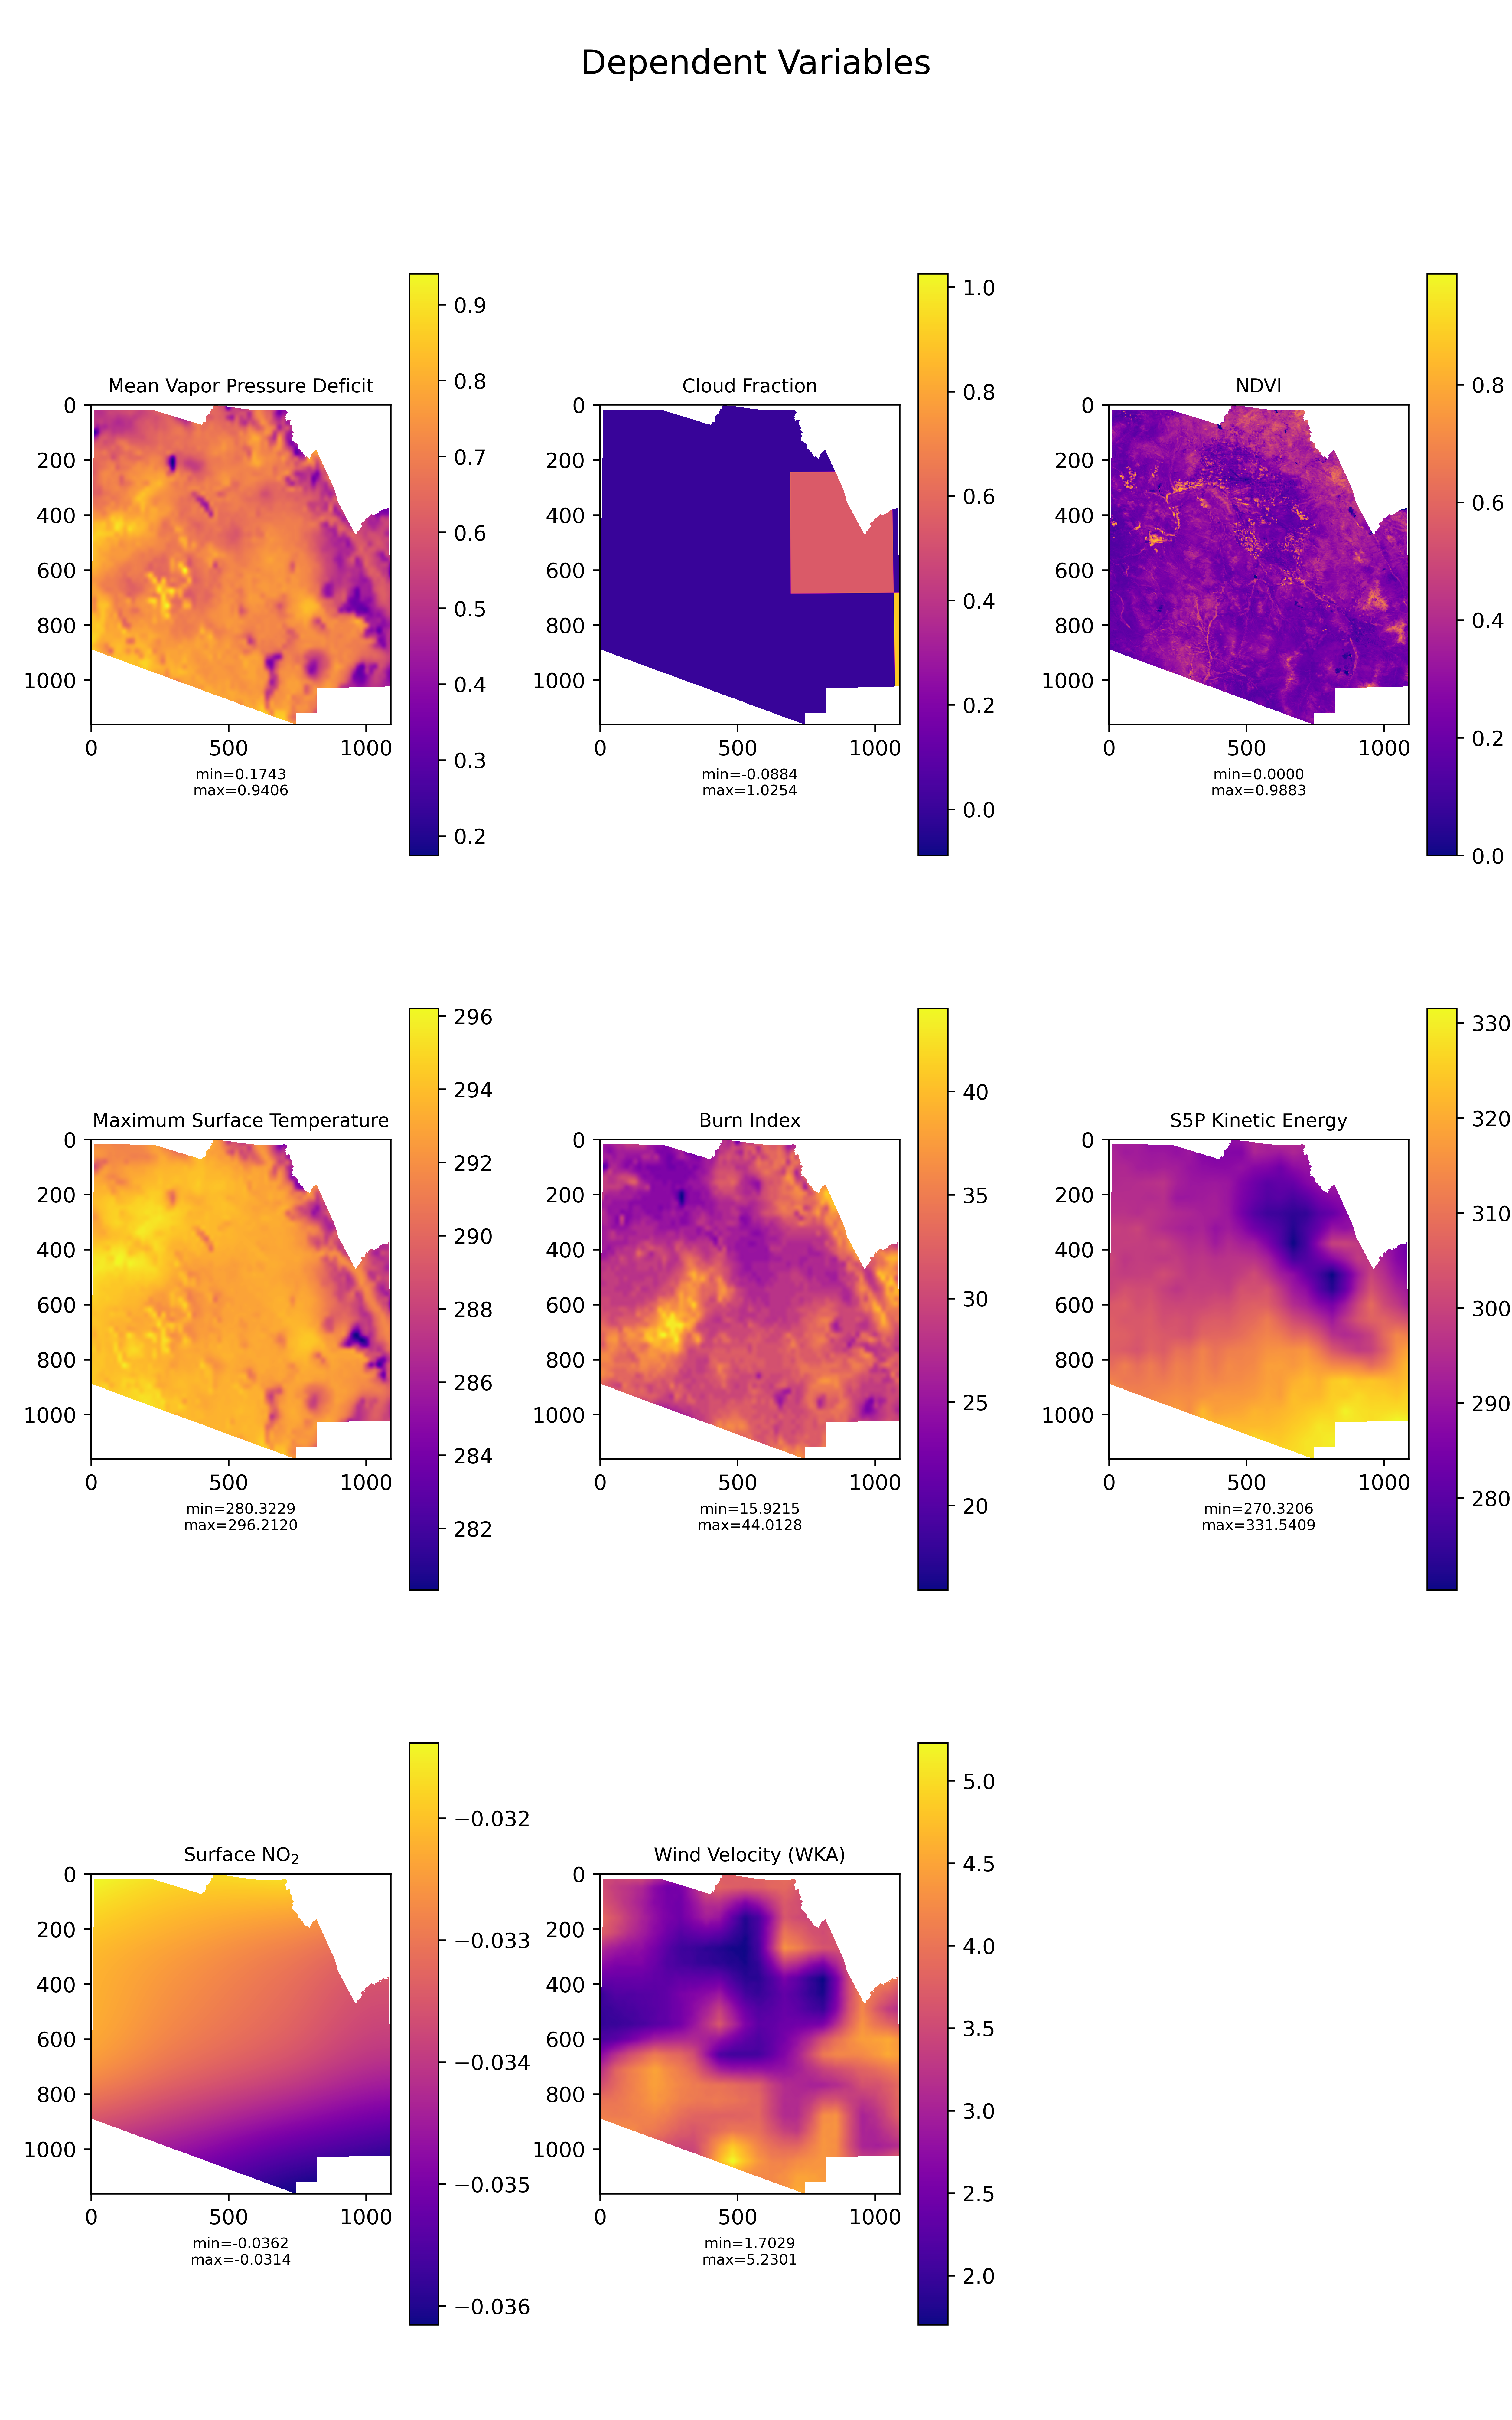 Dependent Variables
Mean Vapor Pressure Deficit
0
200
400
600
800
1000
0 500 1000
min=0.1743
max=0.9406
0.9
0.8
0.7
0.6
0.5
0.4
0.3
0.2
Cloud Fraction
0
200
400
600
800
1000
0 500 1000
min=-0.0884
max=1.0254
1.0
0.8
0.6
0.4
0.2
0.0
NDVI
0
200
400
600
800
1000
0 500 1000
min=0.0000
max=0.9883
0.8
0.6
0.4
0.2
0.0
Maximum Surface Temperature
0
200
400
600
800
1000
0 500 1000
min=280.3229
max=296.2120
296
294
292
290
288
286
284
282
Burn Index
0
200
400
600
800
1000
0 500 1000
min=15.9215
max=44.0128
40
35
30
25
20
S5P Kinetic Energy
0
200
400
600
800
1000
0 500 1000
min=270.3206
max=331.5409
330
320
310
300
290
280
Surface NO₂
0
200
400
600
800
1000
0 500 1000
min=-0.0362
max=-0.0314
−0.032
−0.033
−0.034
−0.035
−0.036
Wind Velocity (WKA)
0
200
400
600
800
1000
0 500 1000
min=1.7029
max=5.2301
5.0
4.5
4.0
3.5
3.0
2.5
2.0